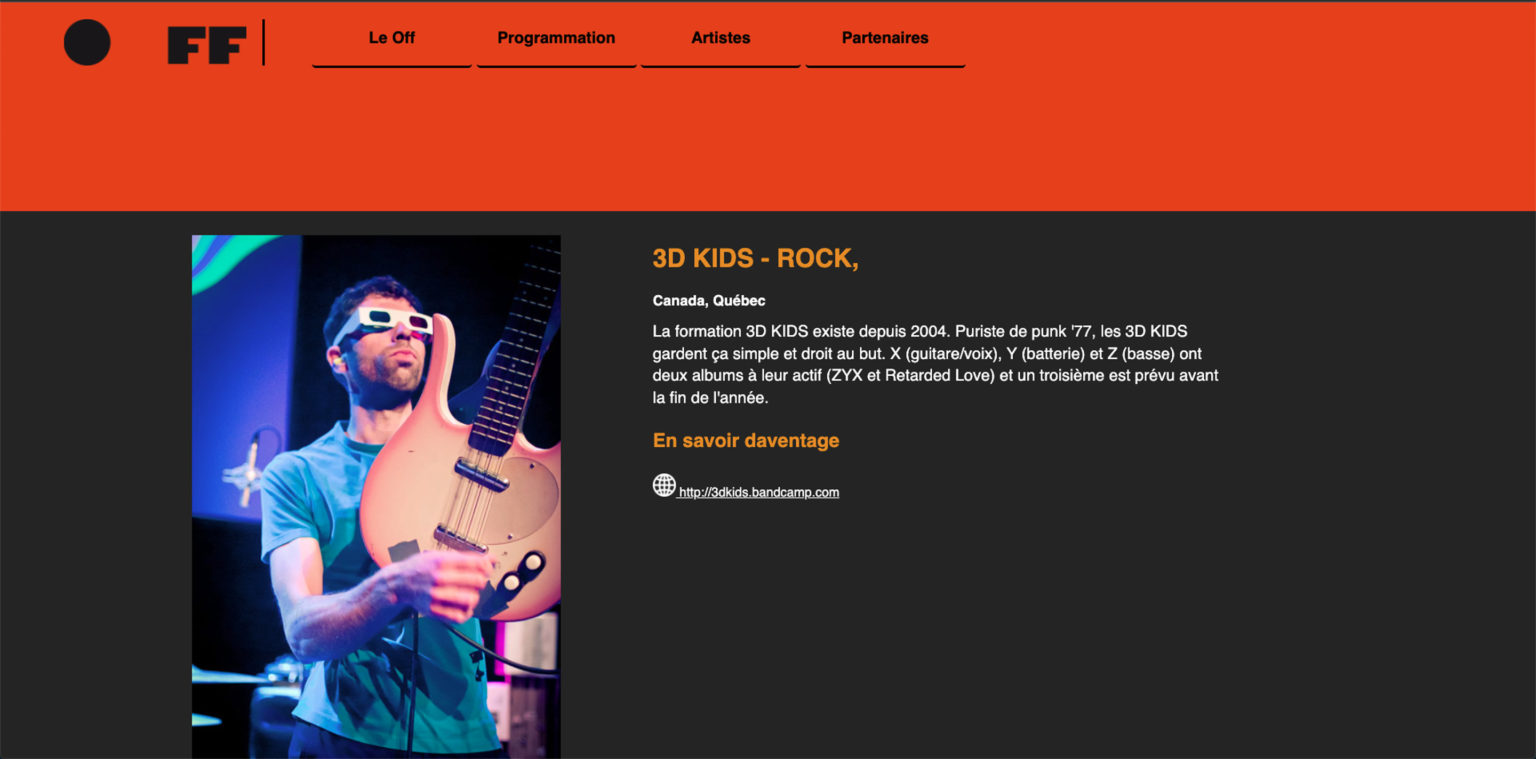 OFF
Le Off
Programmation
Artistes
Partenaires
3D KIDS - ROCK,
Canada, Québec
La formation 3D KIDS existe depuis 2004. Puriste de punk '77, les 3D KIDS
gardent ça simple et droit au but. X (guitare/voix), Y (batterie) et Z (basse) ont
deux albums à leur actif (ZYX et Retarded Love) et un troisième est prévu avant
la fin de l'année.
En savoir daventage
http://3dkids.bandcamp.com